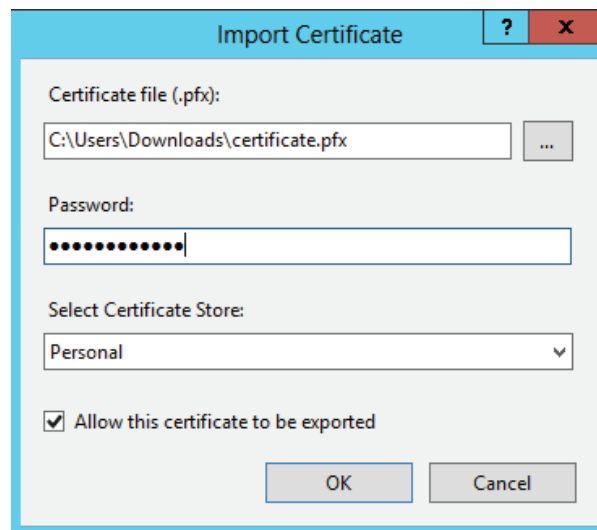 Import Certificate
? x
Certificate file (.pfx):
C:\Users\Downloads\certificate.pfx
...
Password:
••••••••••••
Select Certificate Store:
Personal
Allow this certificate to be exported
OK Cancel